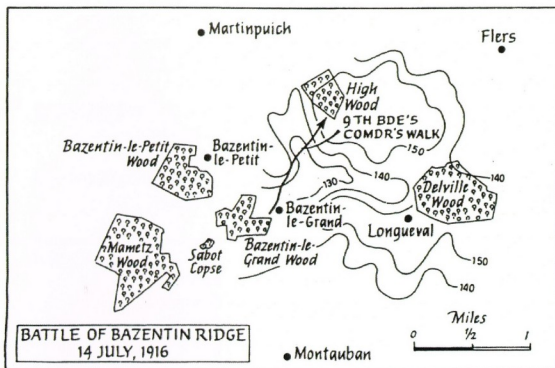 Martinpuich
Flers
High
Wood
9TH BDE'S
COMDR'S WALK
150
Bazentin-le-Petit
Wood
Bazentin-
le-Petit
140
130
140
Delville
Wood
Bazentin-
le-Grand
Longueval
Mametz
Wood
Sabot
Copse
Bazentin-le-
Grand Wood
150
140
BATTLE OF BAZENTIN RIDGE
14 JULY, 1916
Miles
0 1/2 1
Montauban